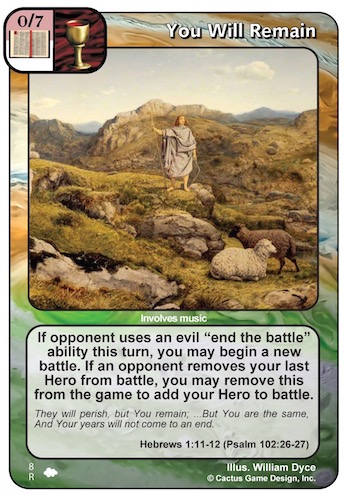 0/7
You Will Remain
Involves music
If opponent uses an evil “end the battle”
ability this turn, you may begin a new
battle. If an opponent removes your last
Hero from battle, you may remove this
from the game to add your Hero to battle.
They will perish, but You remain; ...But You are the same,
And Your years will not come to an end.
Hebrews 1:11-12 (Psalm 102:26-27)
8
R
Illus. William Dyce
© Cactus Game Design, Inc.